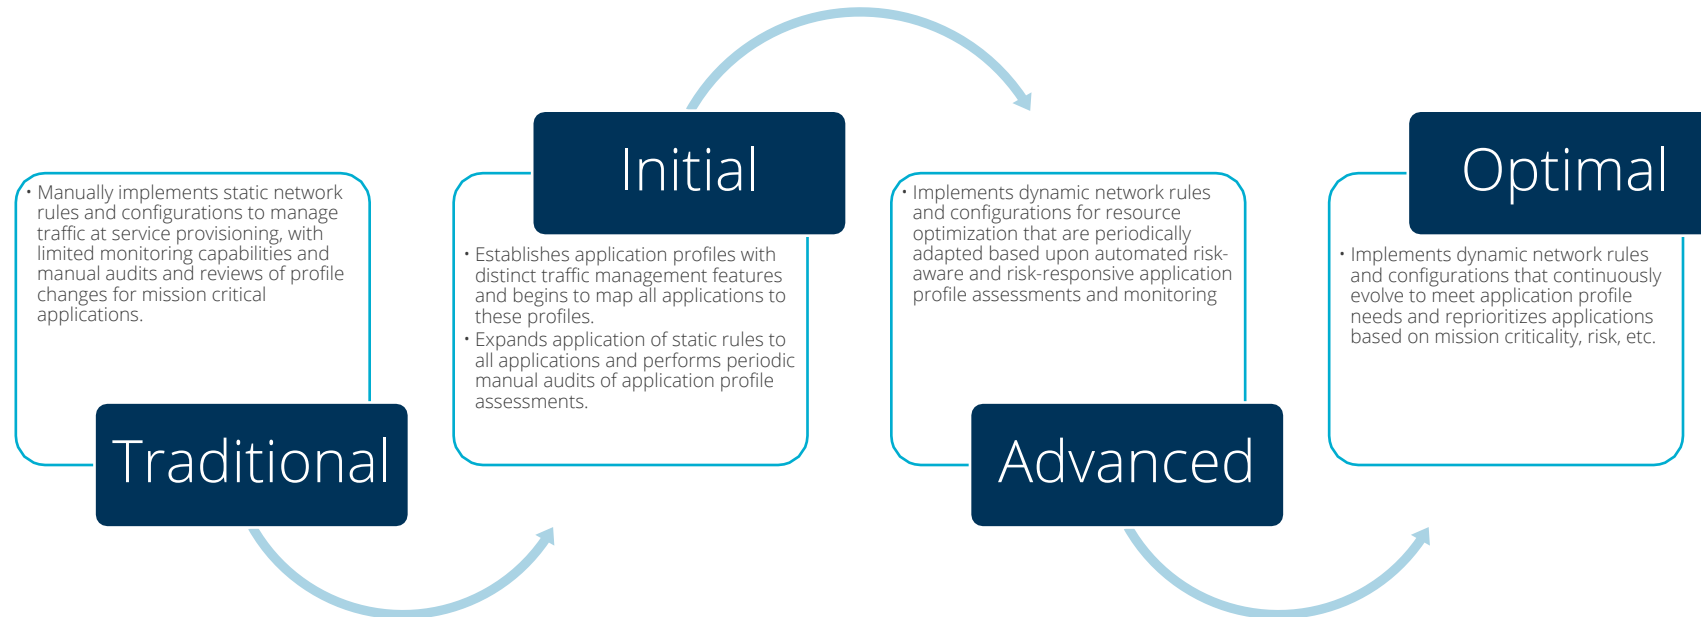 • Manually implements static network
rules and configurations to manage
traffic at service provisioning, with
limited monitoring capabilities and
manual audits and reviews of profile
changes for mission critical
applications.
Traditional
Initial
• Establishes application profiles with
distinct traffic management features
and begins to map all applications to
these profiles.
• Expands application of static rules to
all applications and performs periodic
manual audits of application profile
assessments.
• Implements dynamic network rules
and configurations for resource
optimization that are periodically
adapted based upon automated risk-
aware and risk-responsive application
profile assessments and monitoring
Advanced
Optimal
• Implements dynamic network rules
and configurations that continuously
evolve to meet application profile
needs and reprioritizes applications
based on mission criticality, risk, etc.